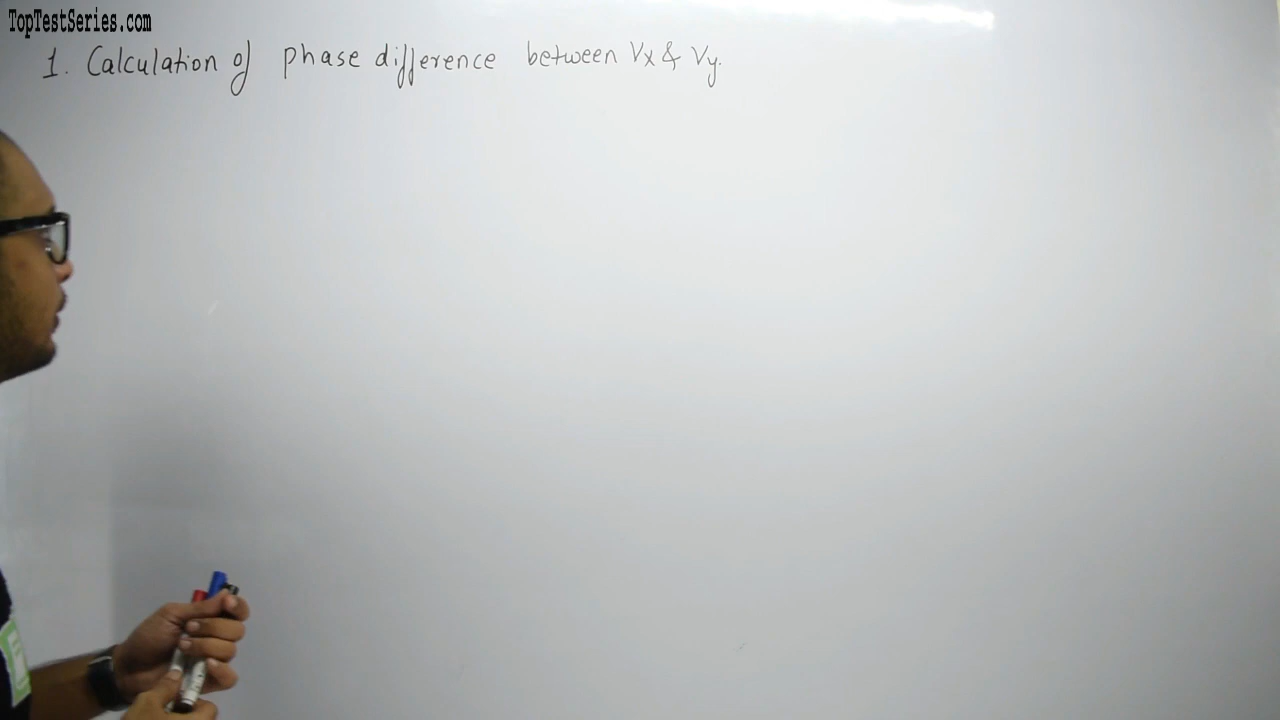 TopTestSeries.com
1. Calculation of phase difference between Vx & Vy.